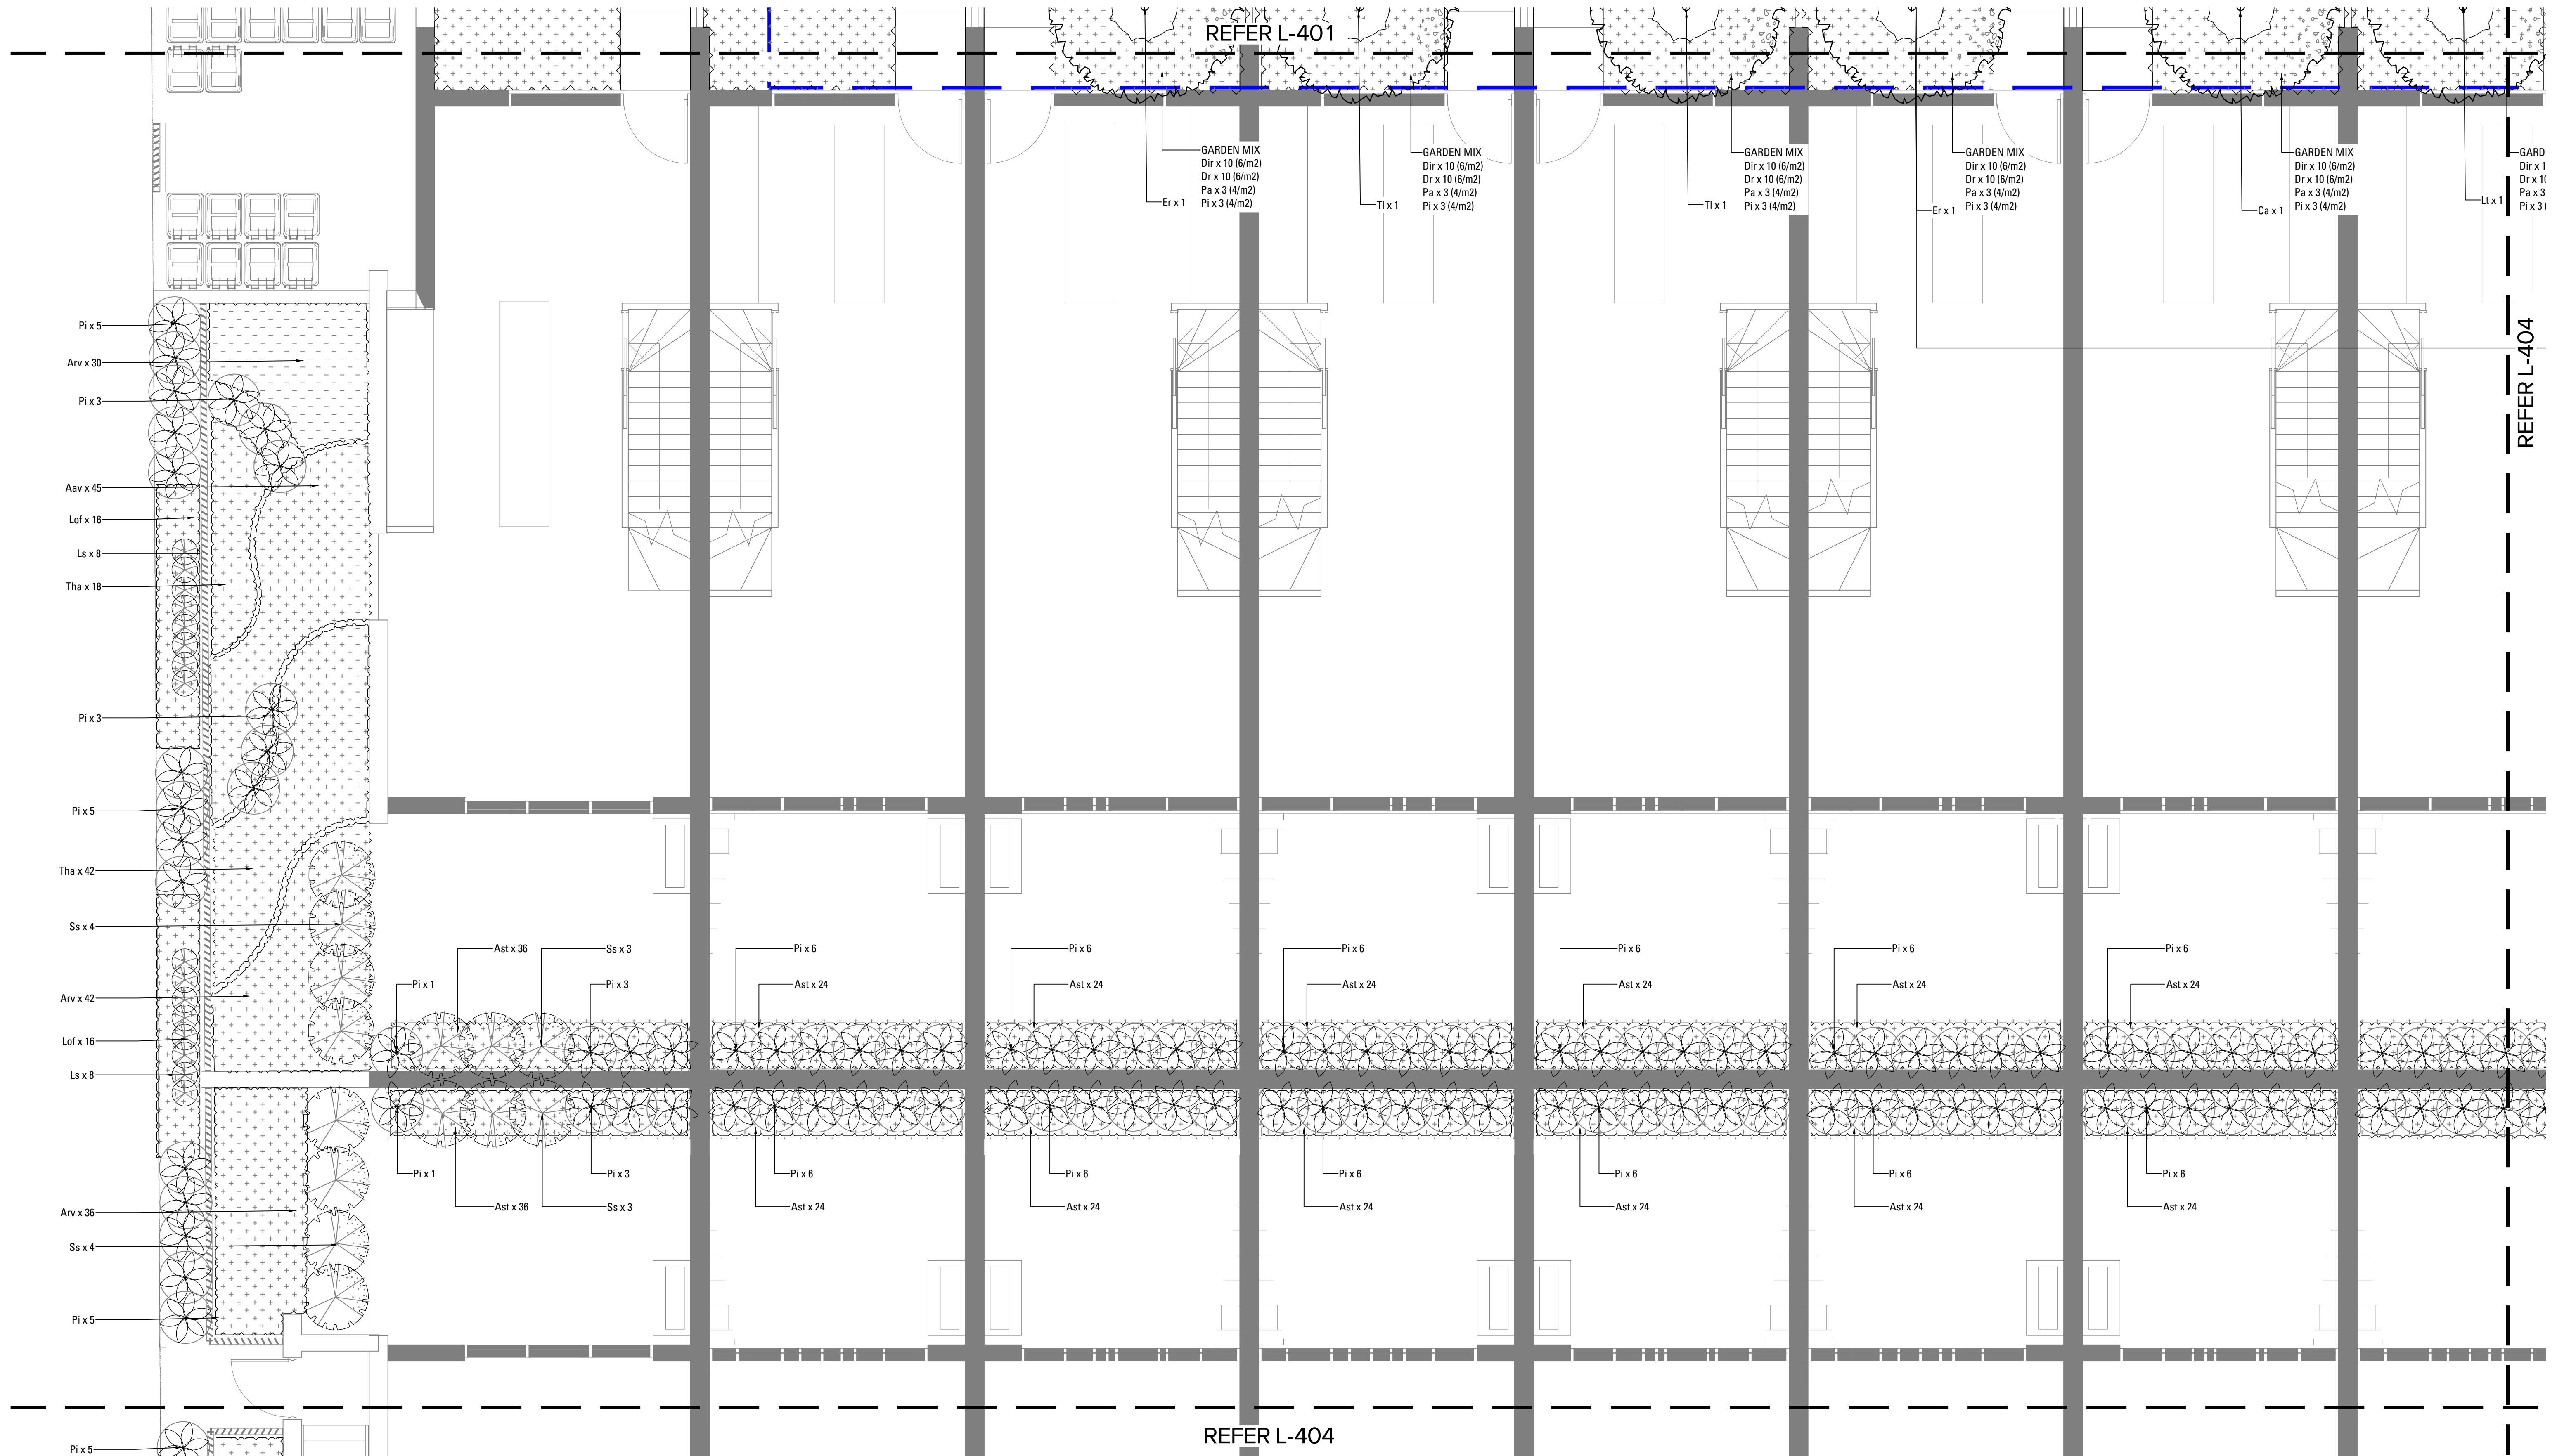 REFER L-401
GARDEN MIX
Dir x 10 (6/m2)
Dr x 10 (6/m2)
Pa x 3 (4/m2)
Pi x 3 (4/m2)
Er x 1
GARDEN MIX
Dir x 10 (6/m2)
Dr x 10 (6/m2)
Pa x 3 (4/m2)
Pi x 3 (4/m2)
Tl x 1
GARDEN MIX
Dir x 10 (6/m2)
Dr x 10 (6/m2)
Pa x 3 (4/m2)
Pi x 3 (4/m2)
Tl x 1
GARDEN MIX
Dir x 10 (6/m2)
Dr x 10 (6/m2)
Pa x 3 (4/m2)
Pi x 3 (4/m2)
Er x 1
GARDEN MIX
Dir x 10 (6/m2)
Dr x 10 (6/m2)
Pa x 3 (4/m2)
Pi x 3 (4/m2)
Ca x 1
GARD
Dir x 1
Dr x 10
Pa x 3
Pi x 3 (
Lt x 1
REFER L-404
Pi x 5
Arv x 30
Pi x 3
Aav x 45
Lof x 16
Ls x 8
Tha x 18
Pi x 3
Pi x 5
Tha x 42
Ss x 4
Arv x 42
Lof x 16
Ls x 8
Arv x 36
Ss x 4
Pi x 5
Pi x 5
Ast x 36
Ss x 3
Pi x 6
Pi x 6
Pi x 6
Pi x 6
Pi x 6
Pi x 6
Pi x 1
Pi x 3
Ast x 24
Ast x 24
Ast x 24
Ast x 24
Ast x 24
Ast x 24
Pi x 1
Pi x 3
Pi x 6
Pi x 6
Pi x 6
Pi x 6
Pi x 6
Pi x 6
Ast x 36
Ss x 3
Ast x 24
Ast x 24
Ast x 24
Ast x 24
Ast x 24
Ast x 24
REFER L-404